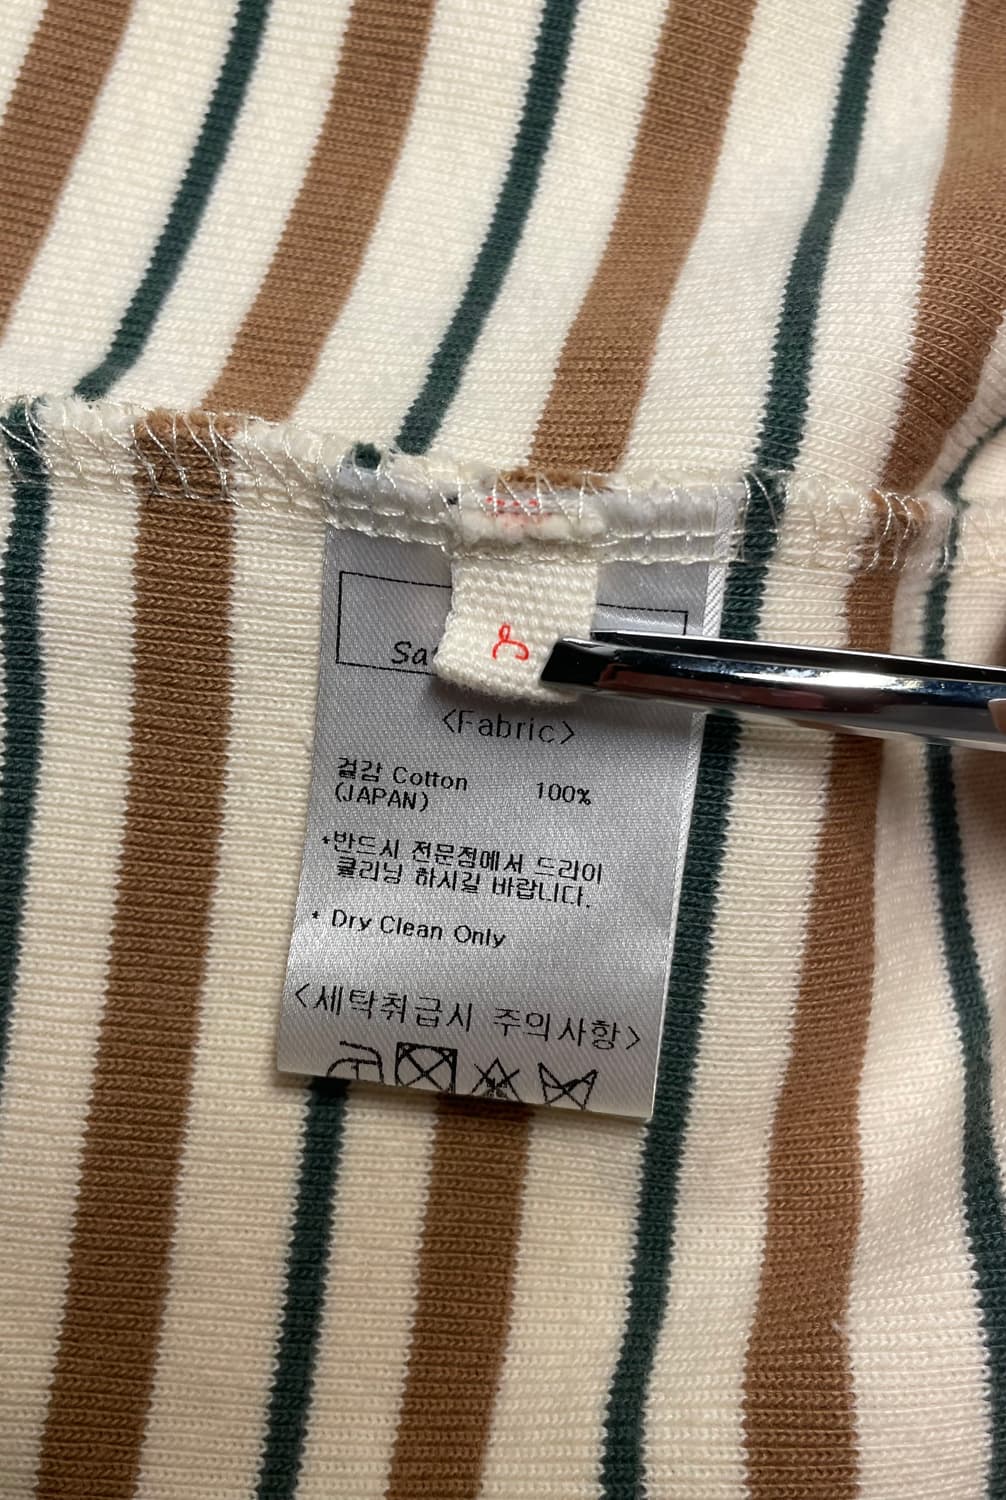 Sa
<Fabric>
겉감 Cotton 100%
(JAPAN)
*반드시 전문점에서 드라이
클리닝 하시길 바랍니다.
* Dry Clean Only
<세탁취급시 주의사항>